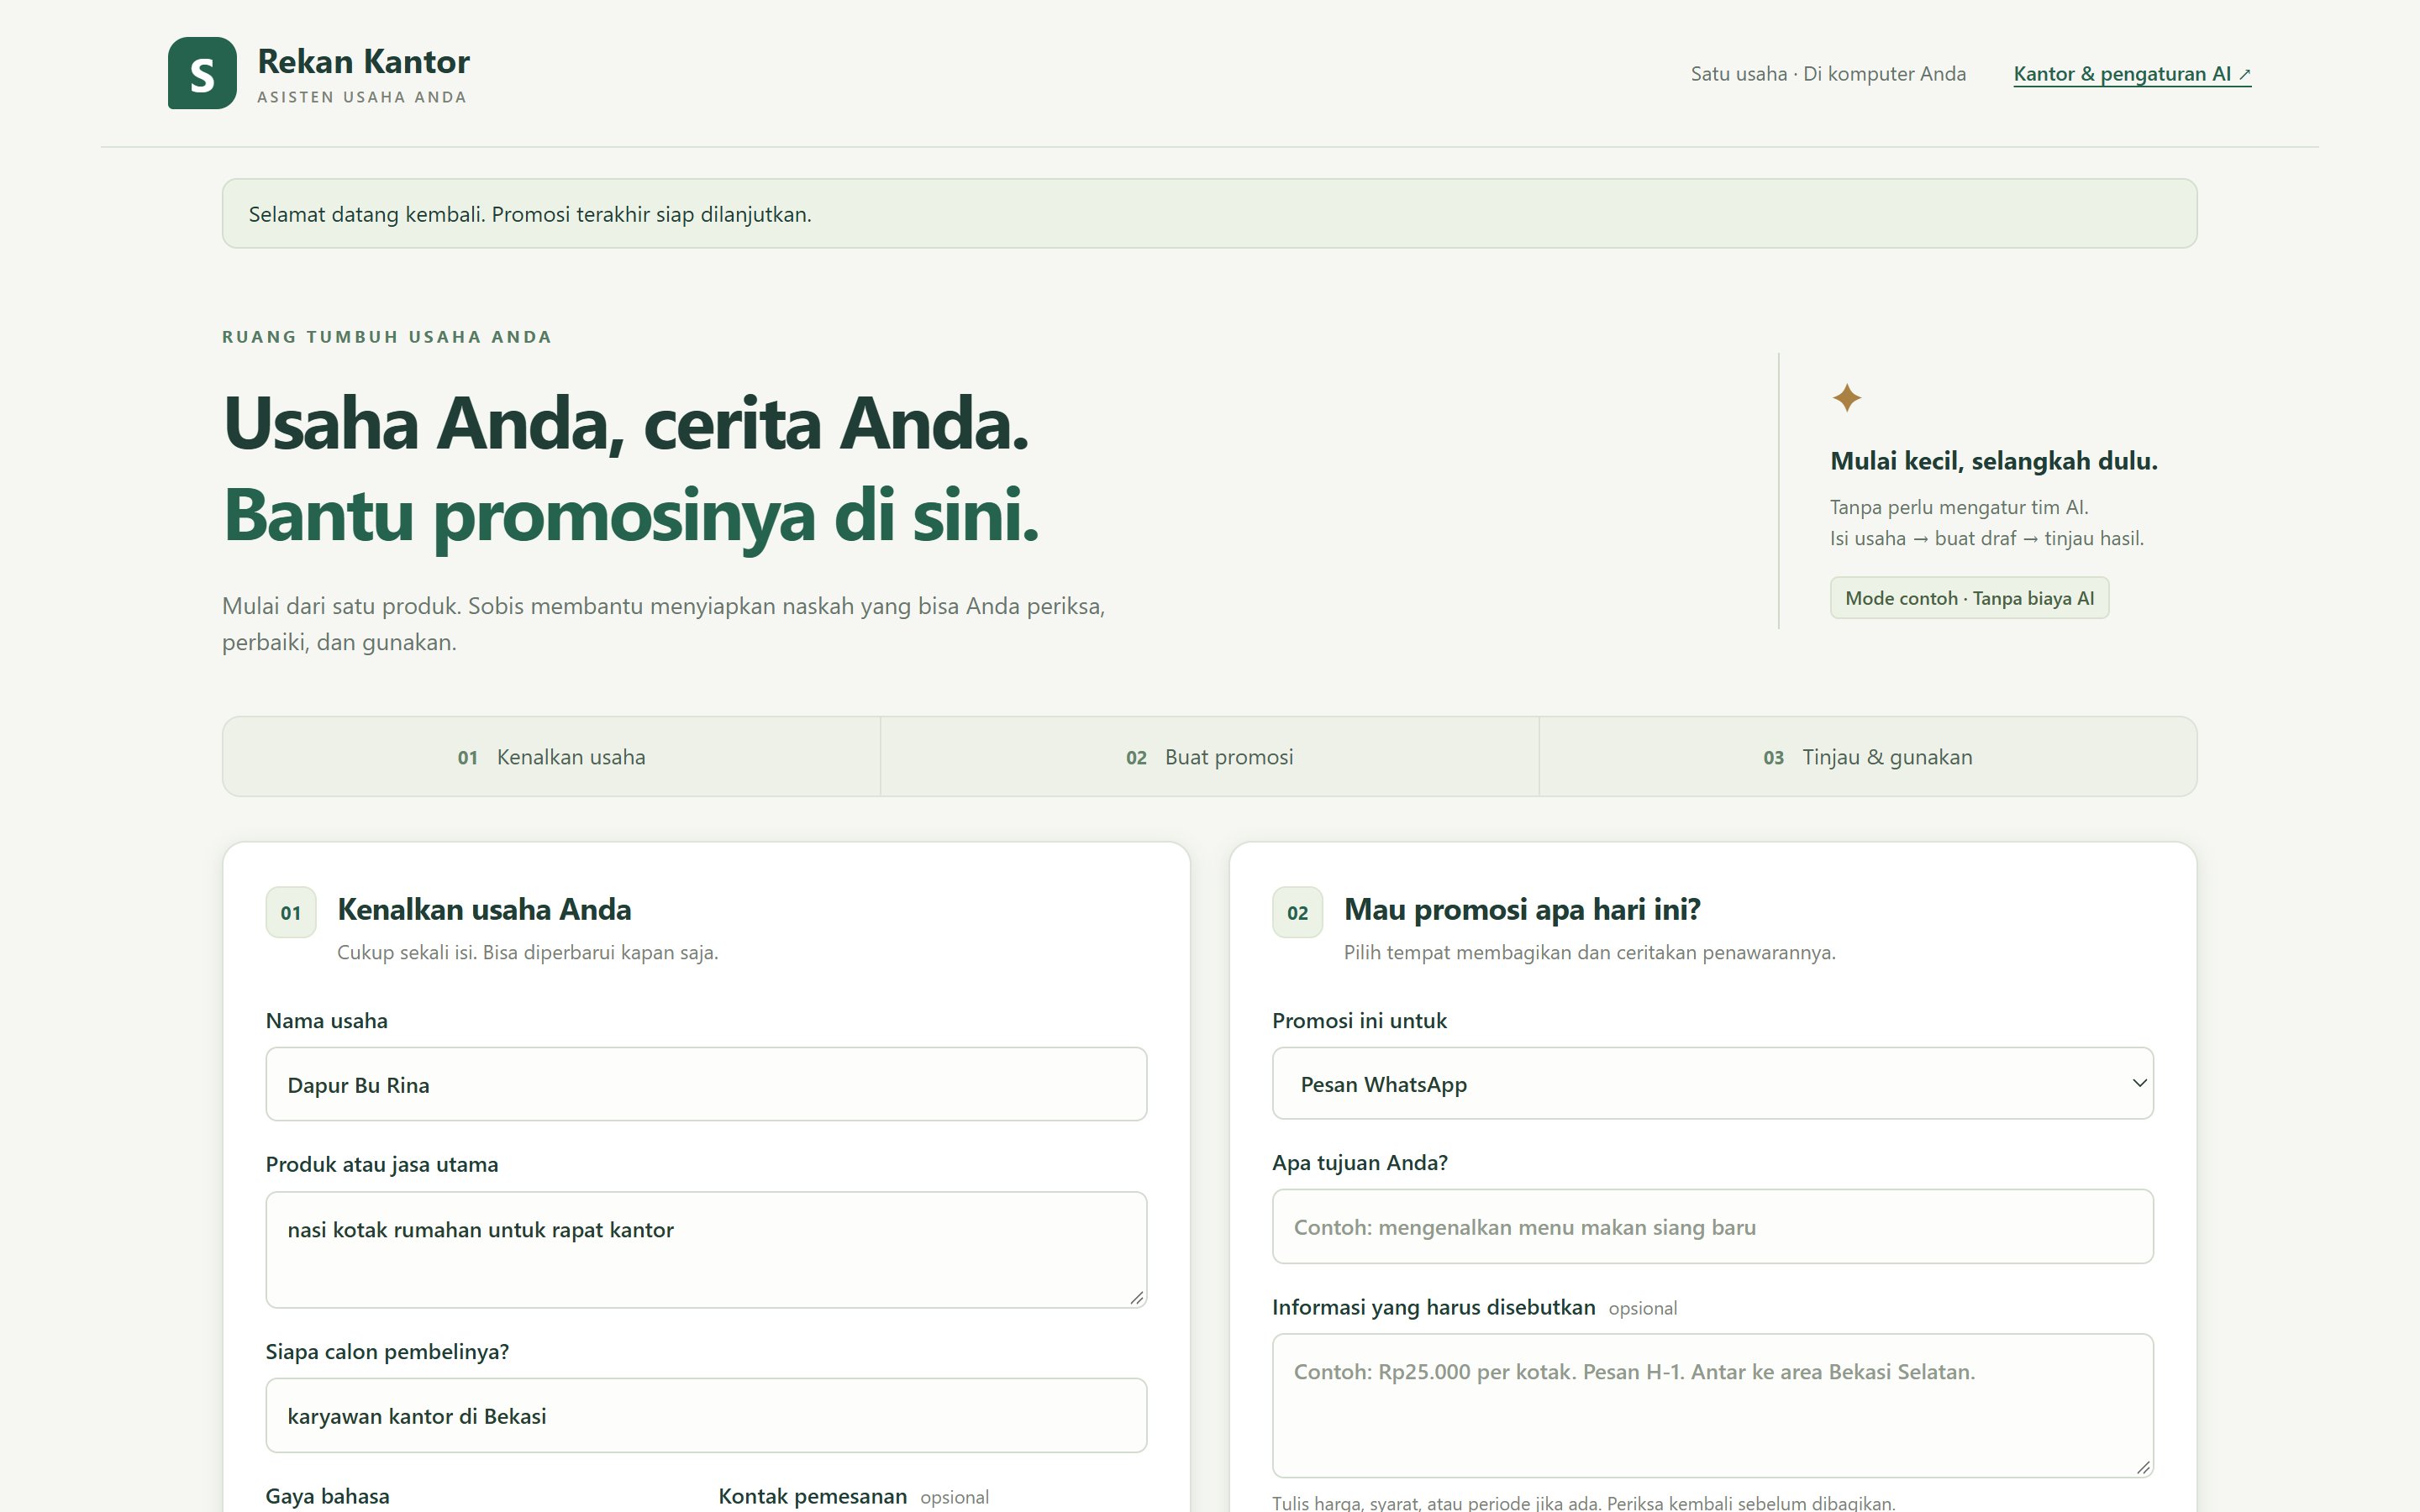 S
Rekan Kantor
ASISTEN USAHA ANDA
Satu usaha · Di komputer Anda
Kantor & pengaturan AI ↗
Selamat datang kembali. Promosi terakhir siap dilanjutkan.
RUANG TUMBUH USAHA ANDA
Usaha Anda, cerita Anda.
Bantu promosinya di sini.
Mulai dari satu produk. Sobis membantu menyiapkan naskah yang bisa Anda periksa,
perbaiki, dan gunakan.
Mulai kecil, selangkah dulu.
Tanpa perlu mengatur tim AI.
Isi usaha → buat draf → tinjau hasil.
Mode contoh · Tanpa biaya AI
01 Kenalkan usaha
02 Buat promosi
03 Tinjau & gunakan
01 Kenalkan usaha Anda
Cukup sekali isi. Bisa diperbarui kapan saja.
Nama usaha
Dapur Bu Rina
Produk atau jasa utama
nasi kotak rumahan untuk rapat kantor
Siapa calon pembelinya?
karyawan kantor di Bekasi
Gaya bahasa
Kontak pemesanan opsional
02 Mau promosi apa hari ini?
Pilih tempat membagikan dan ceritakan penawarannya.
Promosi ini untuk
Pesan WhatsApp
Apa tujuan Anda?
Contoh: mengenalkan menu makan siang baru
Informasi yang harus disebutkan opsional
Contoh: Rp25.000 per kotak. Pesan H-1. Antar ke area Bekasi Selatan.
Tulis harga, syarat, atau periode jika ada. Periksa kembali sebelum dibagikan.